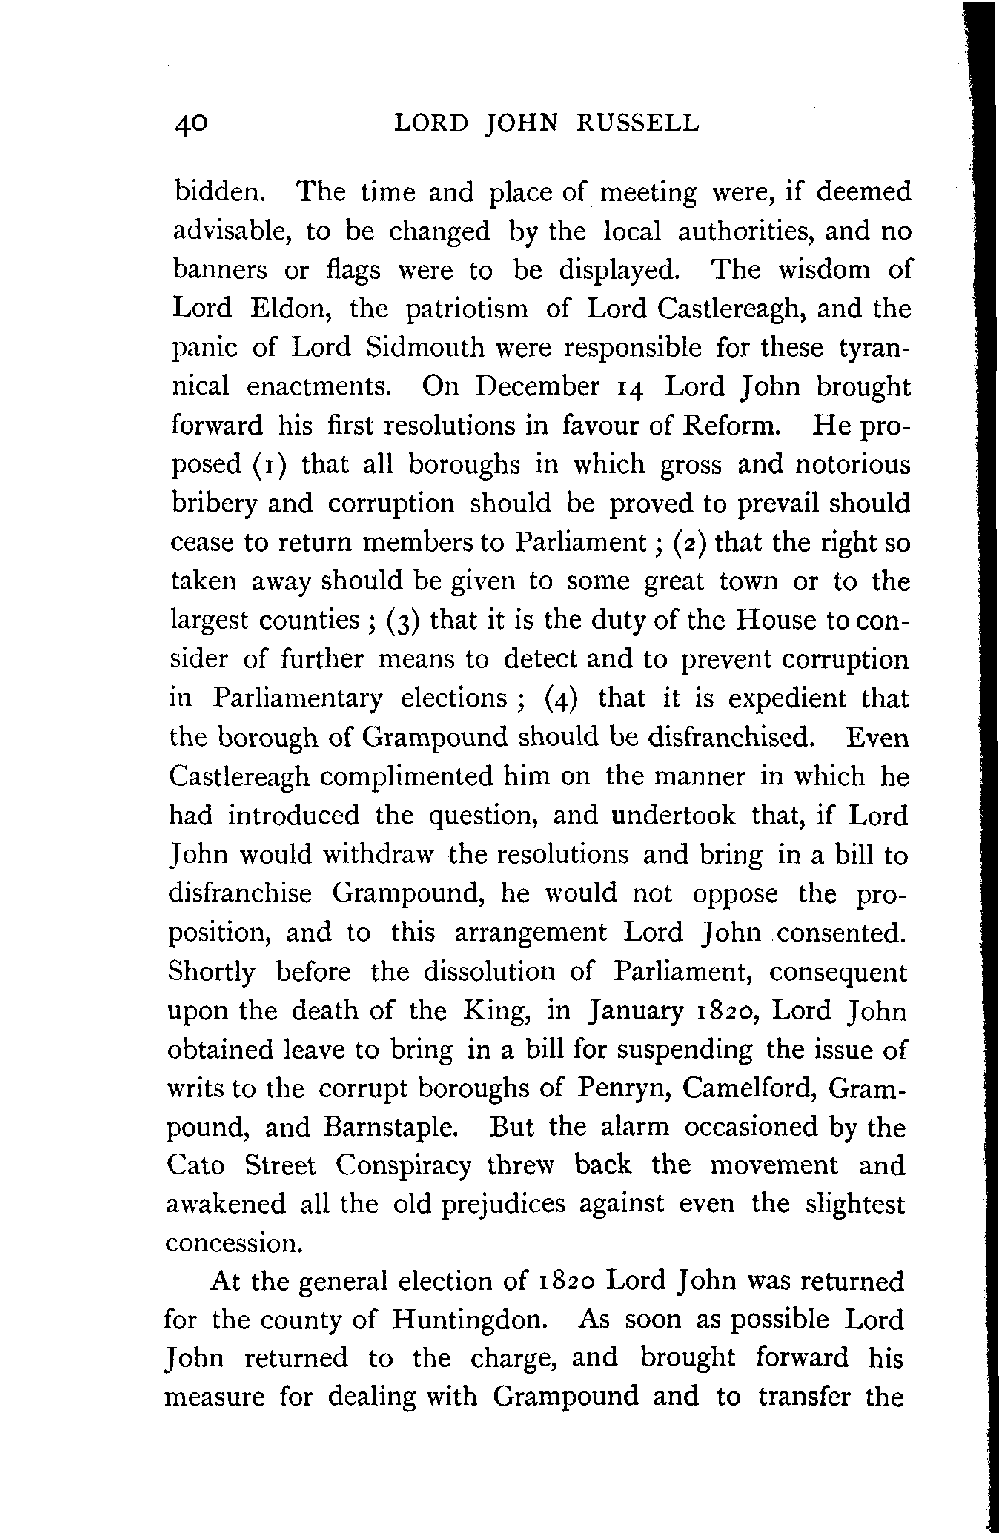 40 LORD JOHN RUSSELL
bidden. The time and place of meeting were, if deemed
advisable, to be changed by the local authorities, and no
banners or flags were to be displayed. The wisdom of
Lord Eldon, the patriotism of Lord Castlereagh, and the
panic of Lord Sidmouth were responsible for these tyran-
nical enactments. On December 14 Lord John brought
forward his first resolutions in favour of Reform. He pro-
posed (1) that all boroughs in which gross and notorious
bribery and corruption should be proved to prevail should
cease to return members to Parliament ; (2) that the right so
taken away should be given to some great town or to the
largest counties ; (3) that it is the duty of the House to con-
sider of further means to detect and to prevent corruption
in Parliamentary elections ; (4) that it is expedient that
the borough of Grampound should be disfranchised. Even
Castlereagh complimented him on the manner in which he
had introduced the question, and undertook that, if Lord
John would withdraw the resolutions and bring in a bill to
disfranchise Grampound, he would not oppose the pro-
position, and to this arrangement Lord John consented.
Shortly before the dissolution of Parliament, consequent
upon the death of the King, in January 1820, Lord John
obtained leave to bring in a bill for suspending the issue of
writs to the corrupt boroughs of Penryn, Camelford, Gram-
pound, and Barnstaple. But the alarm occasioned by the
Cato Street Conspiracy threw back the movement and
awakened all the old prejudices against even the slightest
concession.
At the general election of 1820 Lord John was returned
for the county of Huntingdon. As soon as possible Lord
John returned to the charge, and brought forward his
measure for dealing with Grampound and to transfer the